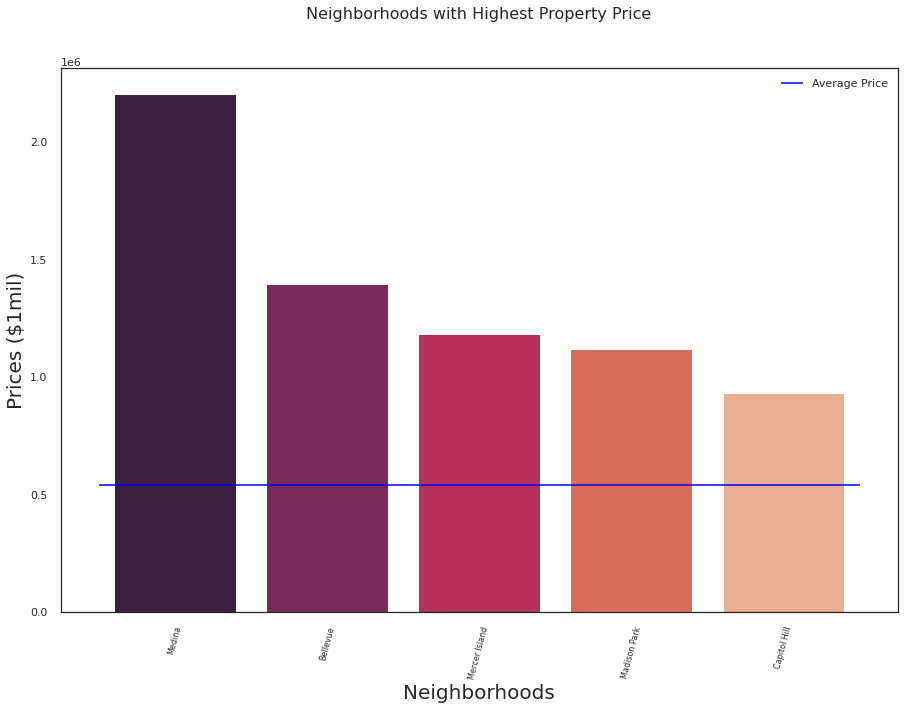 Neighborhoods with Highest Property Price
1e6
Average Price
2.0
1.5
1.0
0.5
0.0
Prices ($1mil)
Medina
Bellevue
Mercer Island
Madison Park
Capitol Hill
Neighborhoods